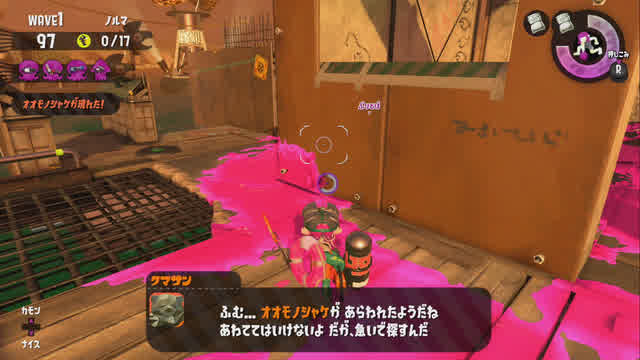 WAVE1
ノルマ
97
0/17
オオモノシャケが現れた!
押しこみ
R
クマサン
ふむ… オオモノシャケが あらわれたようだね
あわててはいけないよ だが、急いで探すんだ
カモン
ナイス